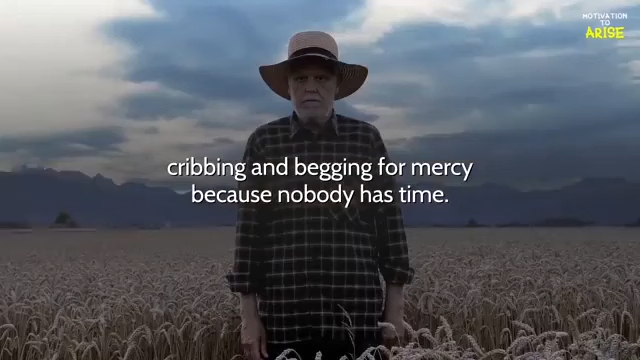 MOTIVATION
TO
ARISE
cribbing and begging for mercy
because nobody has time.